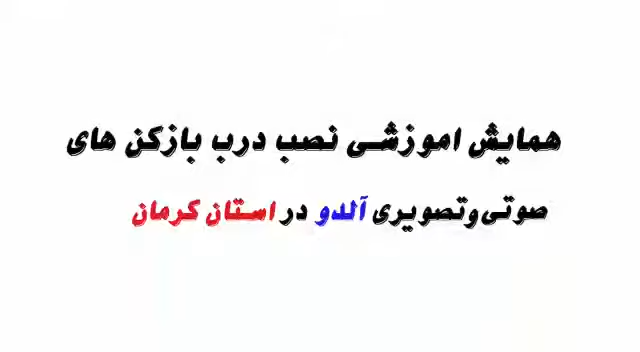 همایش اموزشی نصب درب بازکن های
صوتی‌وتصویری آلدو در استان کرمان